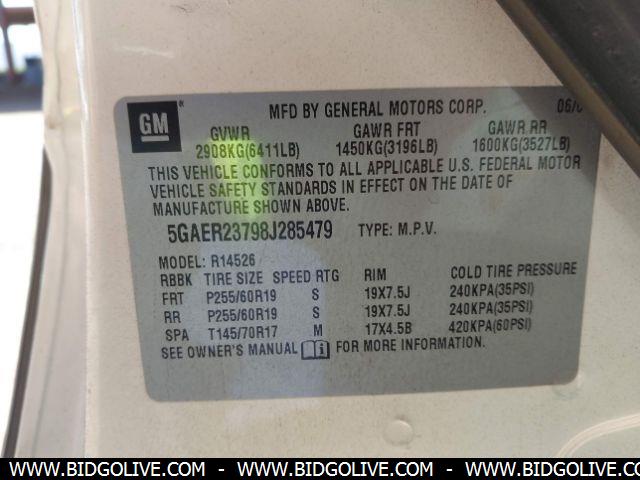 GM
MFD BY GENERAL MOTORS CORP.
GVWR GAWR FRT GAWR RR
2908KG(6411LB) 1450KG(3196LB) 1600KG(3527LB)
THIS VEHICLE CONFORMS TO ALL APPLICABLE U.S. FEDERAL MOTOR
VEHICLE SAFETY STANDARDS IN EFFECT ON THE DATE OF
MANUFACTURE SHOWN ABOVE.
5GAER23798J285479 TYPE: M.P.V.
MODEL: R14526
RBBK TIRE SIZE SPEED RTG RIM COLD TIRE PRESSURE
FRT P255/60R19 S 19X7.5J 240KPA(35PSI)
RR P255/60R19 S 19X7.5J 240KPA(35PSI)
SPA T145/70R17 M 17X4.5B 420KPA(60PSI)
SEE OWNER'S MANUAL FOR MORE INFORMATION.
WWW.BIDGOLIVE.COM - WWW.BIDGOLIVE.COM - WWW.BIDGOLIVE.COM